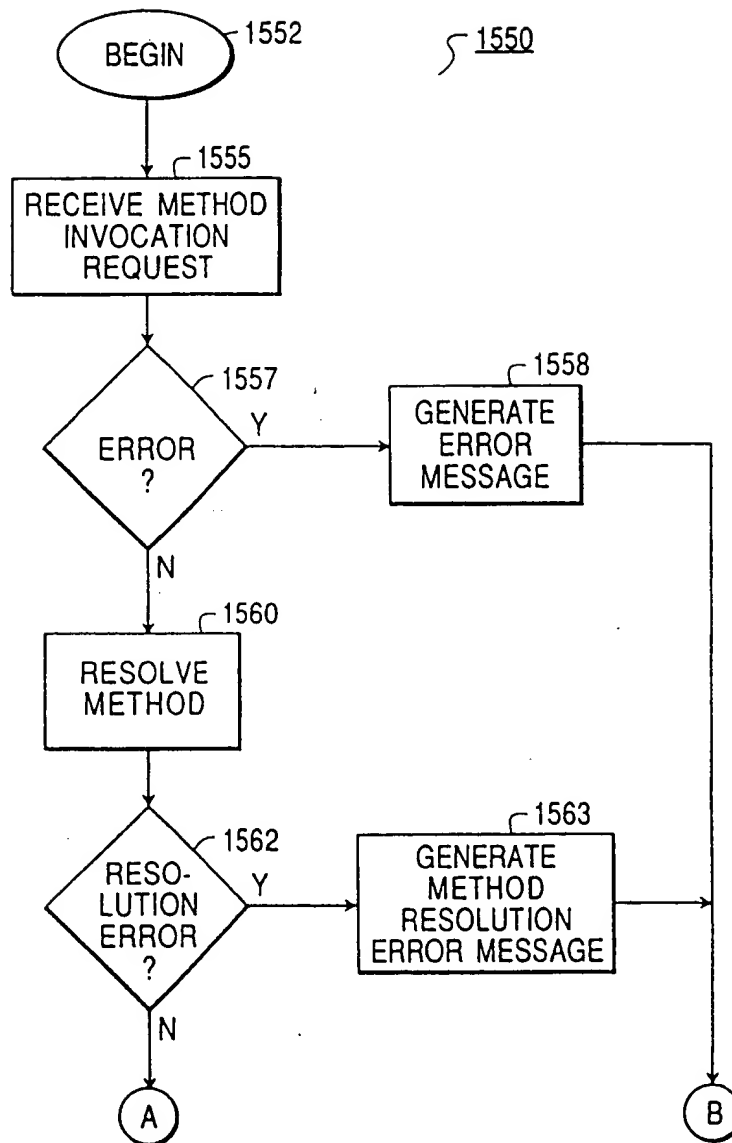 1552
BEGIN
1550
1555
RECEIVE METHOD
INVOCATION
REQUEST
1557
ERROR
?
Y
N
1558
GENERATE
ERROR
MESSAGE
1560
RESOLVE
METHOD
1562
RESO-
LUTION
ERROR
?
Y
N
1563
GENERATE
METHOD
RESOLUTION
ERROR MESSAGE
A
B